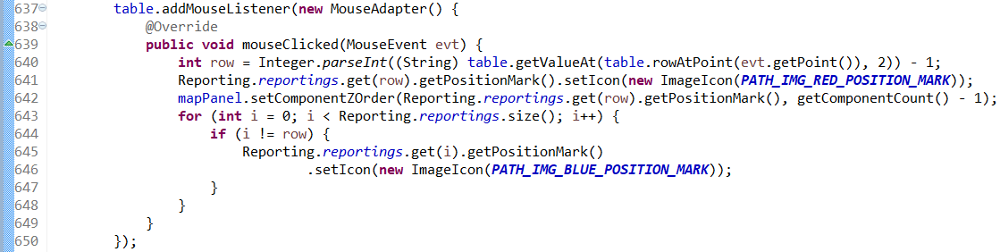 637 table.addMouseListener(new MouseAdapter() {
638 @Override
639 public void mouseClicked(MouseEvent evt) {
640 int row = Integer.parseInt((String) table.getValueAt(table.rowAtPoint(evt.getPoint()), 2)) - 1;
641 Reporting.reportings.get(row).getPositionMark().setIcon(new ImageIcon(PATH_IMG_RED_POSITION_MARK));
642 mapPanel.setComponentZOrder(Reporting.reportings.get(row).getPositionMark(), getComponentCount() - 1);
643 for (int i = 0; i < Reporting.reportings.size(); i++) {
644 if (i != row) {
645 Reporting.reportings.get(i).getPositionMark()
646 .setIcon(new ImageIcon(PATH_IMG_BLUE_POSITION_MARK));
647 }
648 }
649 }
650 });